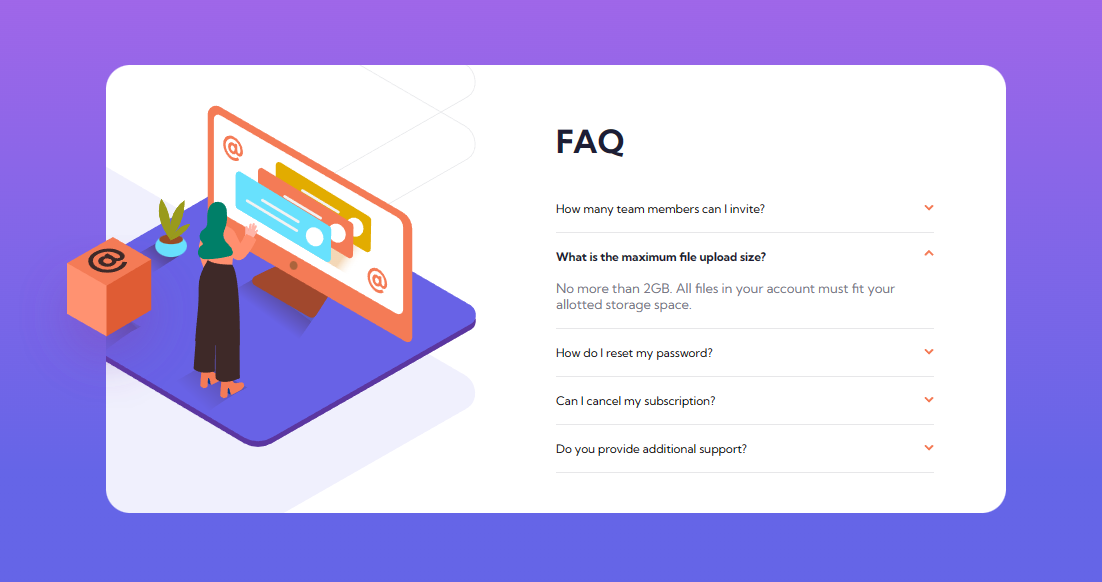 @
@
@
FAQ
How many team members can I invite?
What is the maximum file upload size?
No more than 2GB. All files in your account must fit your
allotted storage space.
How do I reset my password?
Can I cancel my subscription?
Do you provide additional support?